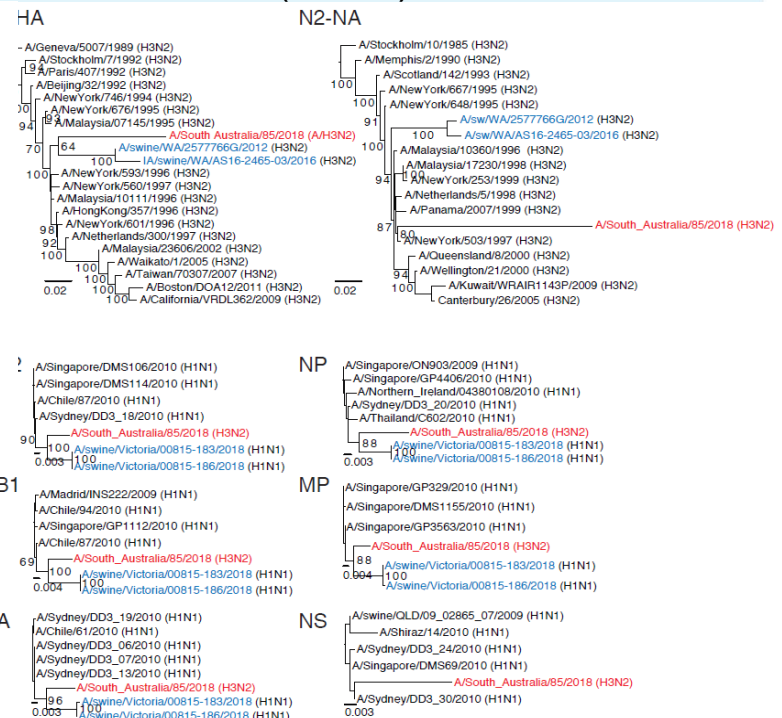 HA
A/Geneva/5007/1989 (H3N2)
A/Stockholm/7/1992 (H3N2)
94
A/Paris/407/1992 (H3N2)
A/Beijing/32/1992 (H3N2)
A/NewYork/746/1994 (H3N2)
A/NewYork/676/1995 (H3N2)
93
94
A/Malaysia/07145/1995 (H3N2)
A/South Australia/85/2018 (A/H3N2)
70
64
A/swine/WA/2577766G/2012 (H3N2)
100
IA/swine/WA/AS16-2465-03/2016 (H3N2)
A/NewYork/593/1996 (H3N2)
A/NewYork/560/1997 (H3N2)
A/Malaysia/10111/1996 (H3N2)
A/HongKong/357/1996 (H3N2)
A/NewYork/601/1996 (H3N2)
98
A/Netherlands/300/1997 (H3N2)
92
A/Malaysia/23606/2002 (H3N2)
100
A/Waikato/1/2005 (H3N2)
100
A/Taiwan/70307/2007 (H3N2)
100
A/Boston/DOA12/2011 (H3N2)
100
100
A/California/VRDL362/2009 (H3N2)
0.02
N2-NA
A/Stockholm/10/1985 (H3N2)
A/Memphis/2/1990 (H3N2)
100
A/Scotland/142/1993 (H3N2)
A/NewYork/667/1995 (H3N2)
100
A/NewYork/648/1995 (H3N2)
91
A/sw/WA/2577766G/2012 (H3N2)
100
A/sw/WA/AS16-2465-03/2016 (H3N2)
100
A/Malaysia/10360/1996 (H3N2)
A/Malaysia/17230/1998 (H3N2)
100
94
A/NewYork/253/1999 (H3N2)
A/Netherlands/5/1998 (H3N2)
A/Panama/2007/1999 (H3N2)
87
A/South_Australia/85/2018 (H3N2)
80
A/NewYork/503/1997 (H3N2)
A/Queensland/8/2000 (H3N2)
94
A/Wellington/21/2000 (H3N2)
100
A/Kuwait/WRAIR1143P/2009 (H3N2)
Canterbury/26/2005 (H3N2)
0.02
A/Singapore/DMS106/2010 (H1N1)
A/Singapore/DMS114/2010 (H1N1)
A/Chile/87/2010 (H1N1)
A/Sydney/DD3_18/2010 (H1N1)
90
A/South_Australia/85/2018 (H3N2)
100
A/swine/Victoria/00815-183/2018 (H1N1)
100
A/swine/Victoria/00815-186/2018 (H1N1)
0.003
NP
A/Singapore/ON903/2009 (H1N1)
A/Singapore/GP4406/2010 (H1N1)
A/Northern_Ireland/04380108/2010 (H1N1)
A/Sydney/DD3_20/2010 (H1N1)
A/Thailand/C602/2010 (H1N1)
A/South_Australia/85/2018 (H3N2)
88
A/swine/Victoria/00815-183/2018 (H1N1)
100
A/swine/Victoria/00815-186/2018 (H1N1)
0.003
B1
A/Madrid/INS222/2009 (H1N1)
A/Chile/94/2010 (H1N1)
A/Singapore/GP1112/2010 (H1N1)
A/Chile/87/2010 (H1N1)
69
A/South_Australia/85/2018 (H3N2)
100
A/swine/Victoria/00815-183/2018 (H1N1)
100
A/swine/Victoria/00815-186/2018 (H1N1)
0.004
MP
A/Singapore/GP329/2010 (H1N1)
A/Singapore/DMS1155/2010 (H1N1)
A/Singapore/GP3563/2010 (H1N1)
A/South_Australia/85/2018 (H3N2)
88
A/swine/Victoria/00815-183/2018 (H1N1)
100
A/swine/Victoria/00815-186/2018 (H1N1)
0.004
A
A/Sydney/DD3_19/2010 (H1N1)
A/Chile/61/2010 (H1N1)
A/Sydney/DD3_06/2010 (H1N1)
A/Sydney/DD3_07/2010 (H1N1)
A/Sydney/DD3_13/2010 (H1N1)
A/South_Australia/85/2018 (H3N2)
96
A/swine/Victoria/00815-183/2018 (H1N1)
100
A/swine/Victoria/00815-186/2018 (H1N1)
0.003
NS
A/swine/QLD/09_02865_07/2009 (H1N1)
A/Shiraz/14/2010 (H1N1)
A/Sydney/DD3_24/2010 (H1N1)
A/Singapore/DMS69/2010 (H1N1)
A/South_Australia/85/2018 (H3N2)
A/Sydney/DD3_30/2010 (H1N1)
0.003